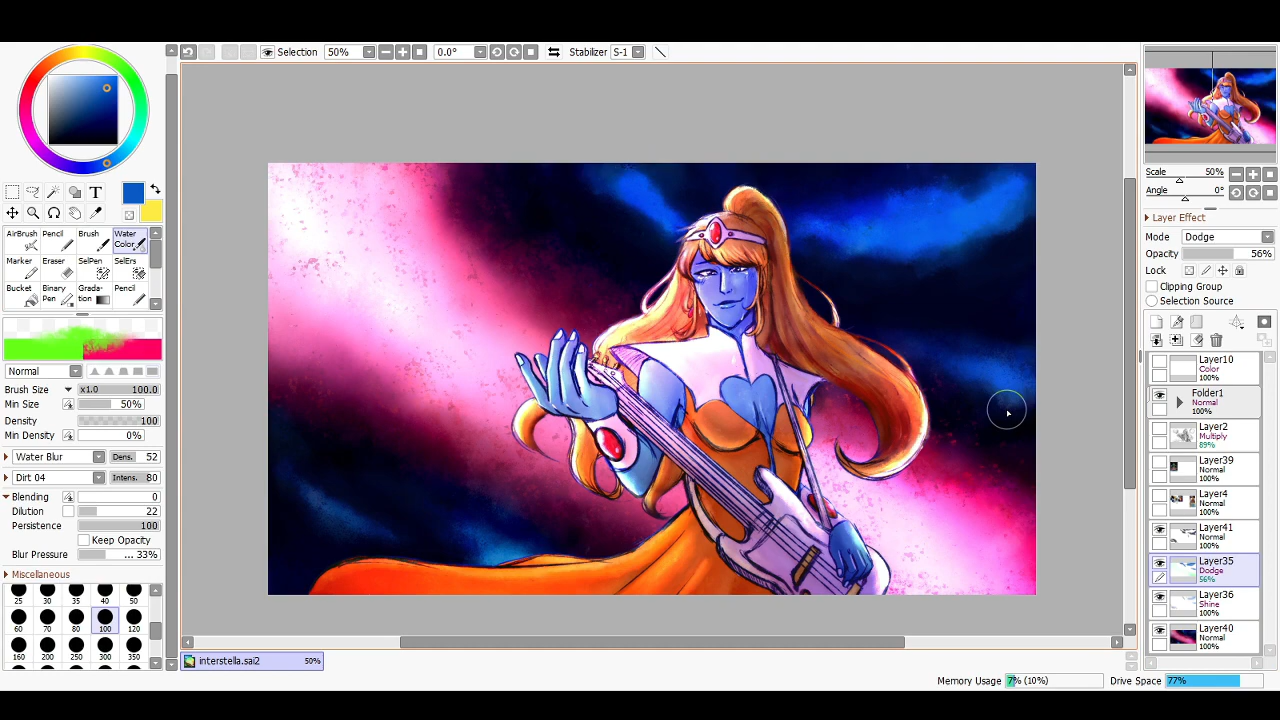 Selection 50% 0.0° Stabilizer S-1
T
AirBrush Pencil Brush Water Color
Marker Eraser SelPen SelErs
Bucket Binary Pen Grada- tion Pencil
Normal
Brush Size x1.0 100.0
Min Size 50%
Density 100
Min Density 0%
Water Blur Dens. 52
Dirt 04 Intens. 80
Blending 0
Dilution 22
Persistence 100
Keep Opacity
Blur Pressure ... 33%
Miscellaneous
25 30 35 40 50
60 70 80 100 120
160 200 250 300 350
interstella.sai2 50%
Scale 50%
Angle 0°
Layer Effect
Mode Dodge
Opacity 56%
Lock
Clipping Group
Selection Source
Layer10
Color
100%
Folder1
Normal
100%
Layer2
Multiply
89%
Layer39
Normal
100%
Layer4
Normal
100%
Layer41
Normal
100%
Layer35
Dodge
56%
Layer36
Shine
100%
Layer40
Normal
100%
Memory Usage 7% (10%) Drive Space 77%